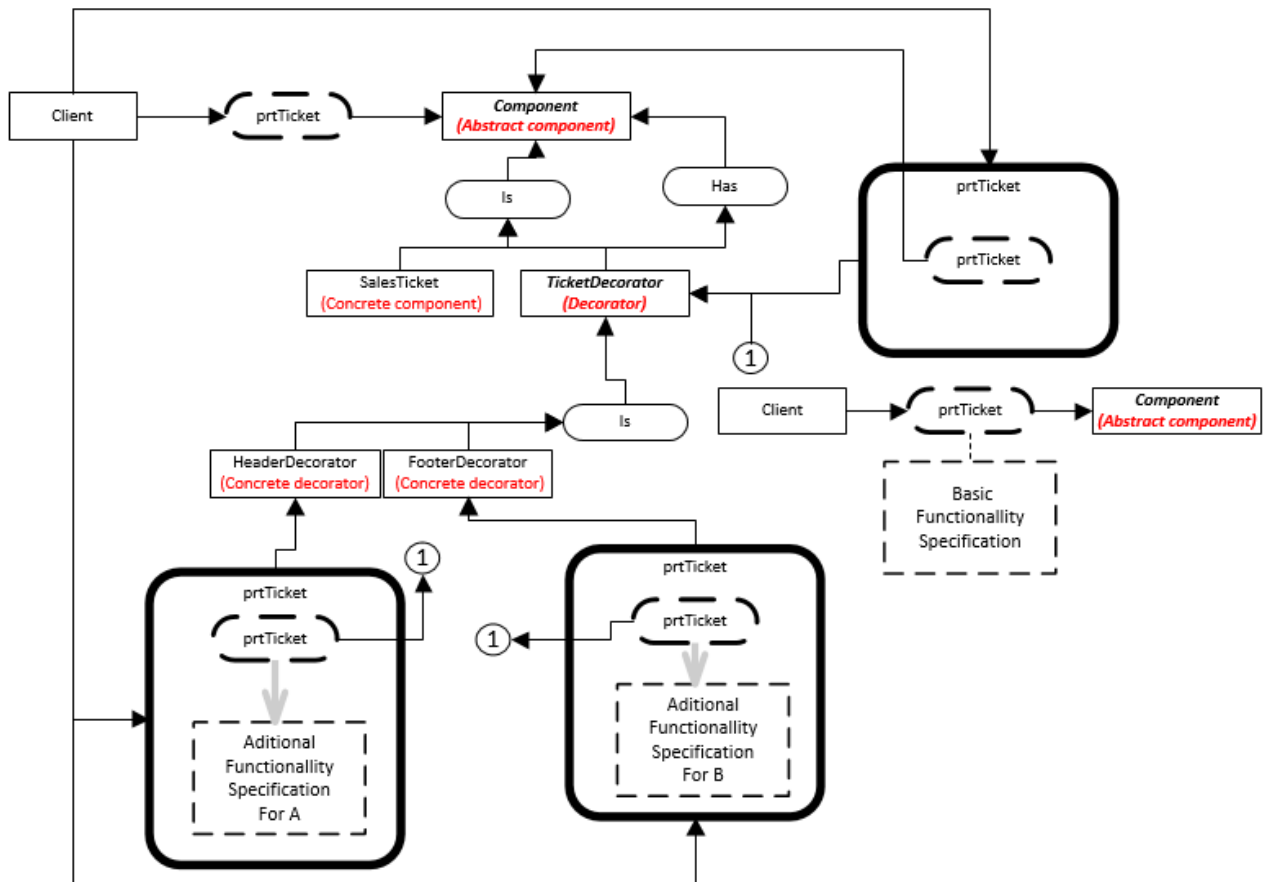 Client
prtTicket
Component
(Abstract component)
Is
Has
prtTicket
prtTicket
SalesTicket
(Concrete component)
TicketDecorator
(Decorator)
1
Client
prtTicket
Component
(Abstract component)
Is
HeaderDecorator
(Concrete decorator)
FooterDecorator
(Concrete decorator)
Basic
Functionallity
Specification
1
prtTicket
prtTicket
Aditional
Functionallity
Specification
For A
1
prtTicket
prtTicket
Aditional
Functionallity
Specification
For B